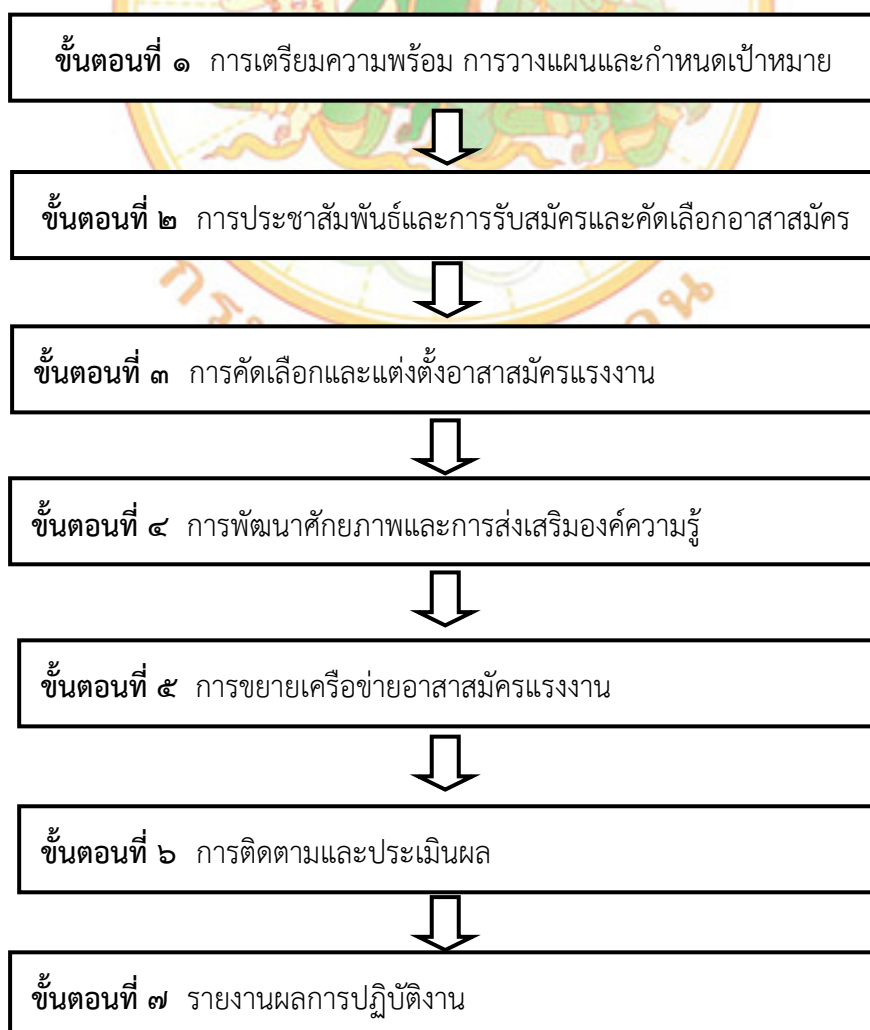 ขั้นตอนที่ ๑ การเตรียมความพร้อม การวางแผนและกำหนดเป้าหมาย
ขั้นตอนที่ ๒ การประชาสัมพันธ์และการรับสมัครและคัดเลือกอาสาสมัคร
ขั้นตอนที่ ๓ การคัดเลือกและแต่งตั้งอาสาสมัครแรงงาน
ขั้นตอนที่ ๔ การพัฒนาศักยภาพและการส่งเสริมองค์ความรู้
ขั้นตอนที่ ๕ การขยายเครือข่ายอาสาสมัครแรงงาน
ขั้นตอนที่ ๖ การติดตามและประเมินผล
ขั้นตอนที่ ๗ รายงานผลการปฏิบัติงาน